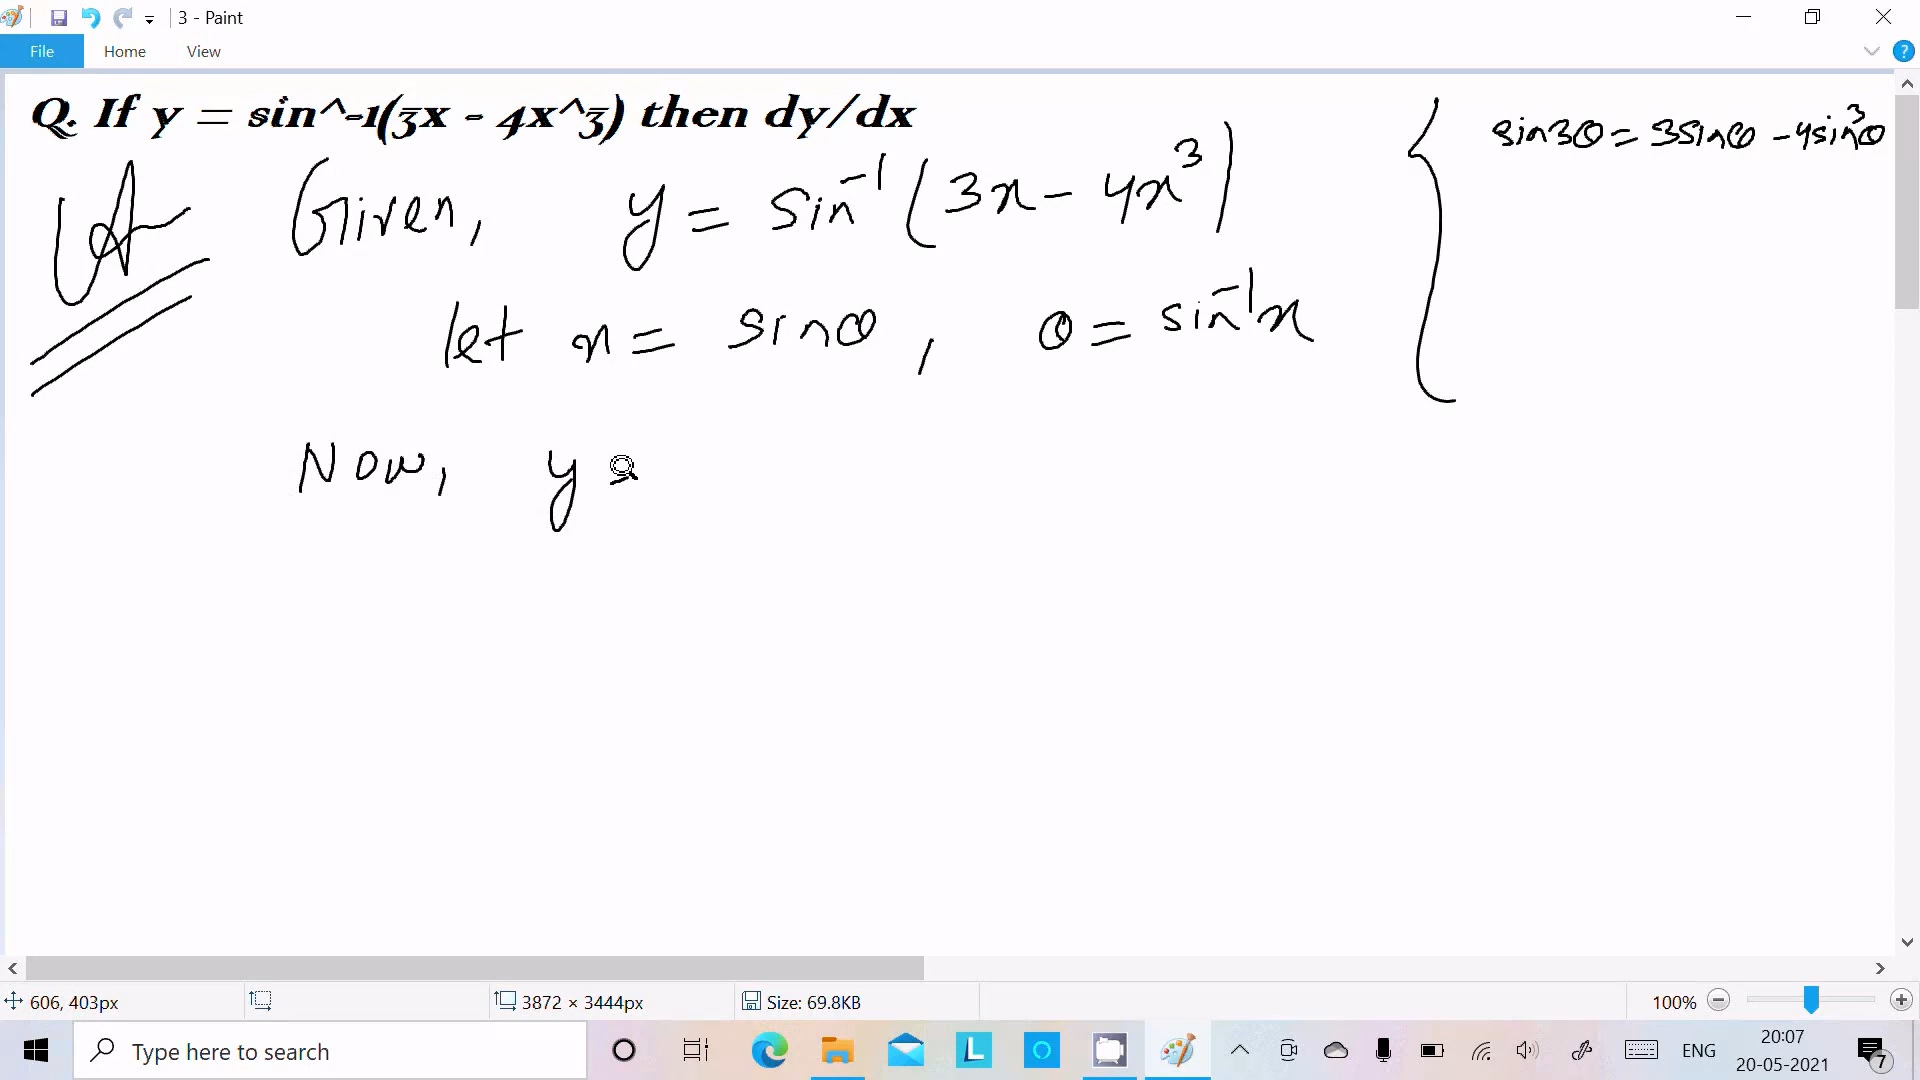 3 - Paint
File Home View
Q. If y = sin^-1(3x - 4x^3) then dy/dx
sin3θ = 3sinθ - 4sin³θ
Given, y = sin⁻¹(3x - 4x³)
let x = sinθ, θ = sin⁻¹x
Now, y =
606, 403px 3872 × 3444px Size: 69.8KB 100%
Type here to search
ENG
20:07
20-05-2021
7